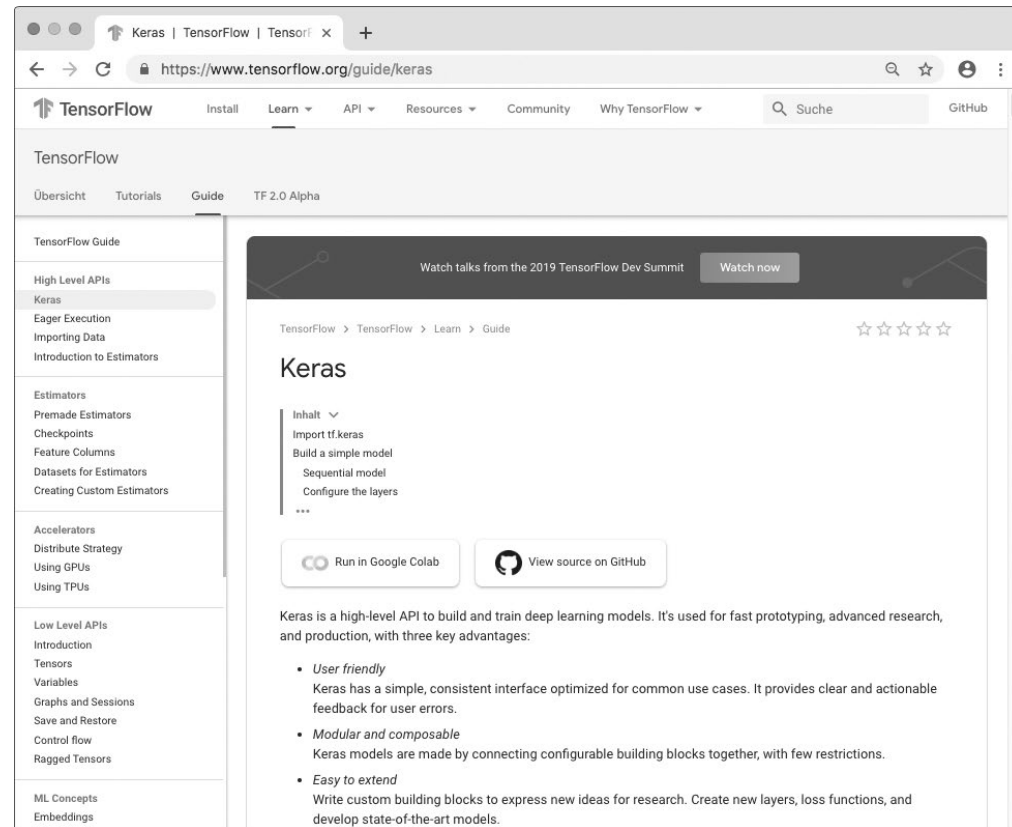 Keras | TensorFlow | TensorF
https://www.tensorflow.org/guide/keras
TensorFlow Install Learn API Resources Community Why TensorFlow Suche GitHub
TensorFlow
Übersicht Tutorials Guide TF 2.0 Alpha
TensorFlow Guide
High Level APIs
Keras
Eager Execution
Importing Data
Introduction to Estimators
Estimators
Premade Estimators
Checkpoints
Feature Columns
Datasets for Estimators
Creating Custom Estimators
Accelerators
Distribute Strategy
Using GPUs
Using TPUs
Low Level APIs
Introduction
Tensors
Variables
Graphs and Sessions
Save and Restore
Control flow
Ragged Tensors
ML Concepts
Embeddings
Watch talks from the 2019 TensorFlow Dev Summit Watch now
TensorFlow > TensorFlow > Learn > Guide
Keras
Inhalt
Import tf.keras
Build a simple model
Sequential model
Configure the layers
•••
Run in Google Colab View source on GitHub
Keras is a high-level API to build and train deep learning models. It's used for fast prototyping, advanced research,
and production, with three key advantages:
• User friendly
Keras has a simple, consistent interface optimized for common use cases. It provides clear and actionable
feedback for user errors.
• Modular and composable
Keras models are made by connecting configurable building blocks together, with few restrictions.
• Easy to extend
Write custom building blocks to express new ideas for research. Create new layers, loss functions, and
develop state-of-the-art models.